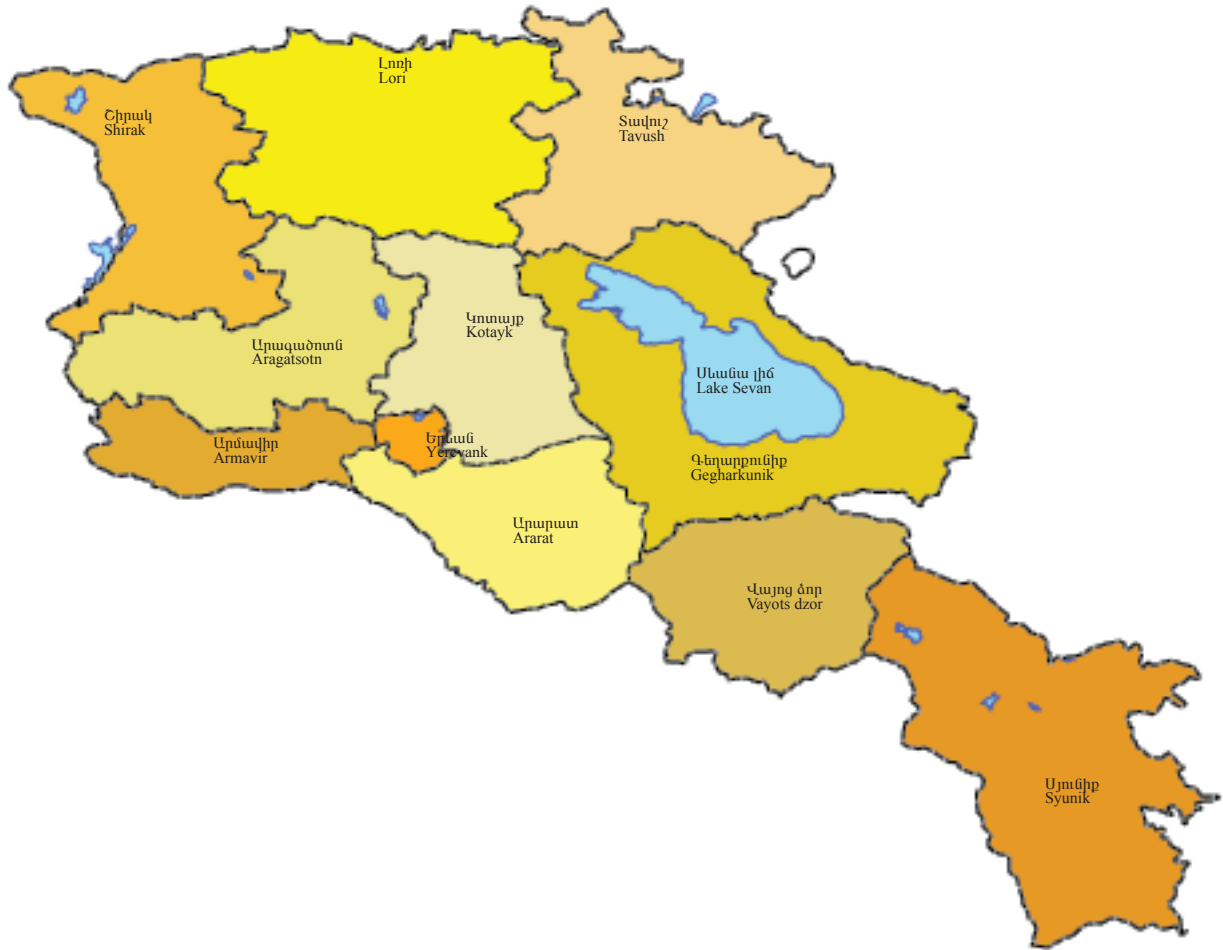 Լոռի
Lori
Շիրակ
Shirak
Տավուշ
Tavush
Կոտայք
Kotayk
Արագածոտն
Aragatsotn
Սևանա լիճ
Lake Sevan
Արմավիր
Armavir
Երևան
Yerevank
Գեղարքունիք
Gegharkunik
Արարատ
Ararat
Վայոց ձոր
Vayots dzor
Սյունիք
Syunik